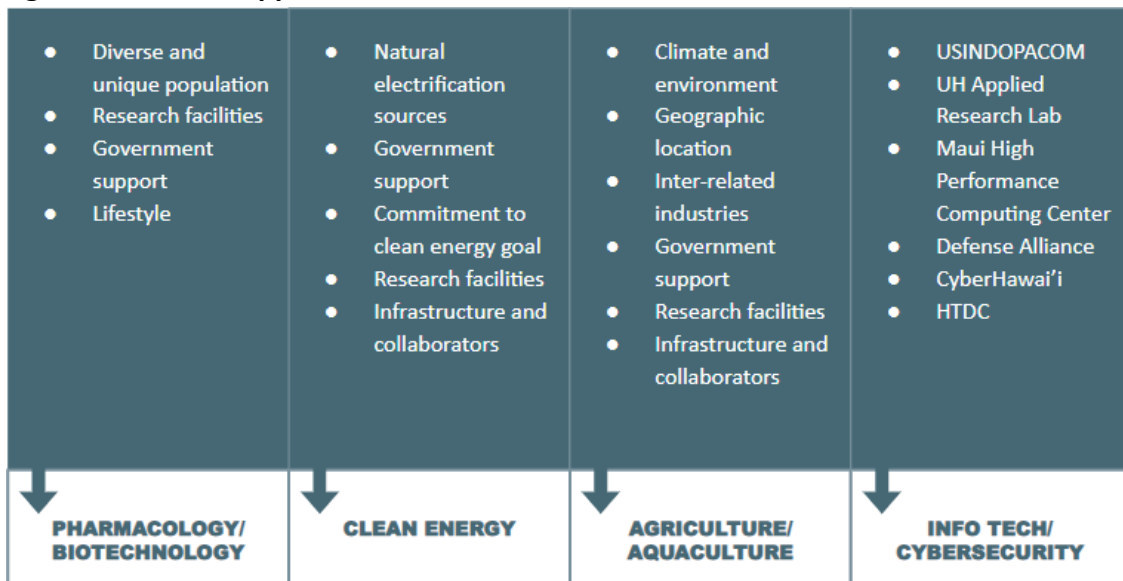 ● Diverse and
unique population
● Research facilities
● Government
support
● Lifestyle
● Natural
electrification
sources
● Government
support
● Commitment to
clean energy goal
● Research facilities
● Infrastructure and
collaborators
● Climate and
environment
● Geographic
location
● Inter-related
industries
● Government
support
● Research facilities
● Infrastructure and
collaborators
● USINDOPACOM
● UH Applied
Research Lab
● Maui High
Performance
Computing Center
● Defense Alliance
● CyberHawai’i
● HTDC
PHARMACOLOGY/
BIOTECHNOLOGY
CLEAN ENERGY
AGRICULTURE/
AQUACULTURE
INFO TECH/
CYBERSECURITY